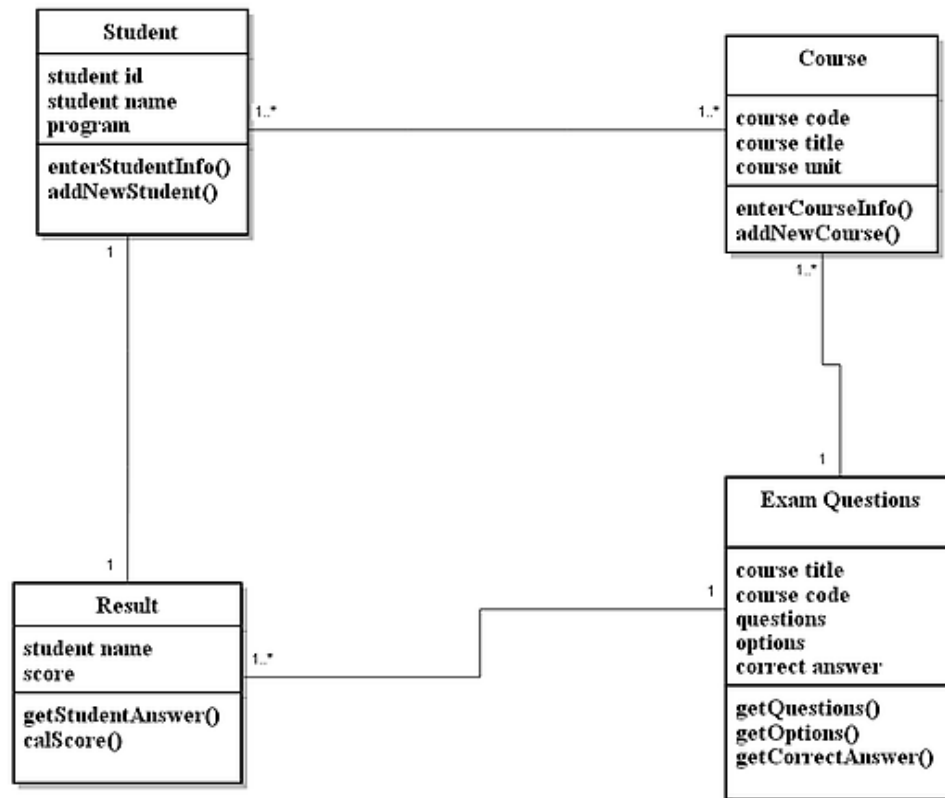 Student
student id
student name
program
enterStudentInfo()
addNewStudent()
1..*
1..*
Course
course code
course title
course unit
enterCourseInfo()
addNewCourse()
1
1..*
1
1
Result
student name
score
getStudentAnswer()
calScore()
1..*
1
Exam Questions
course title
course code
questions
options
correct answer
getQuestions()
getOptions()
getCorrectAnswer()